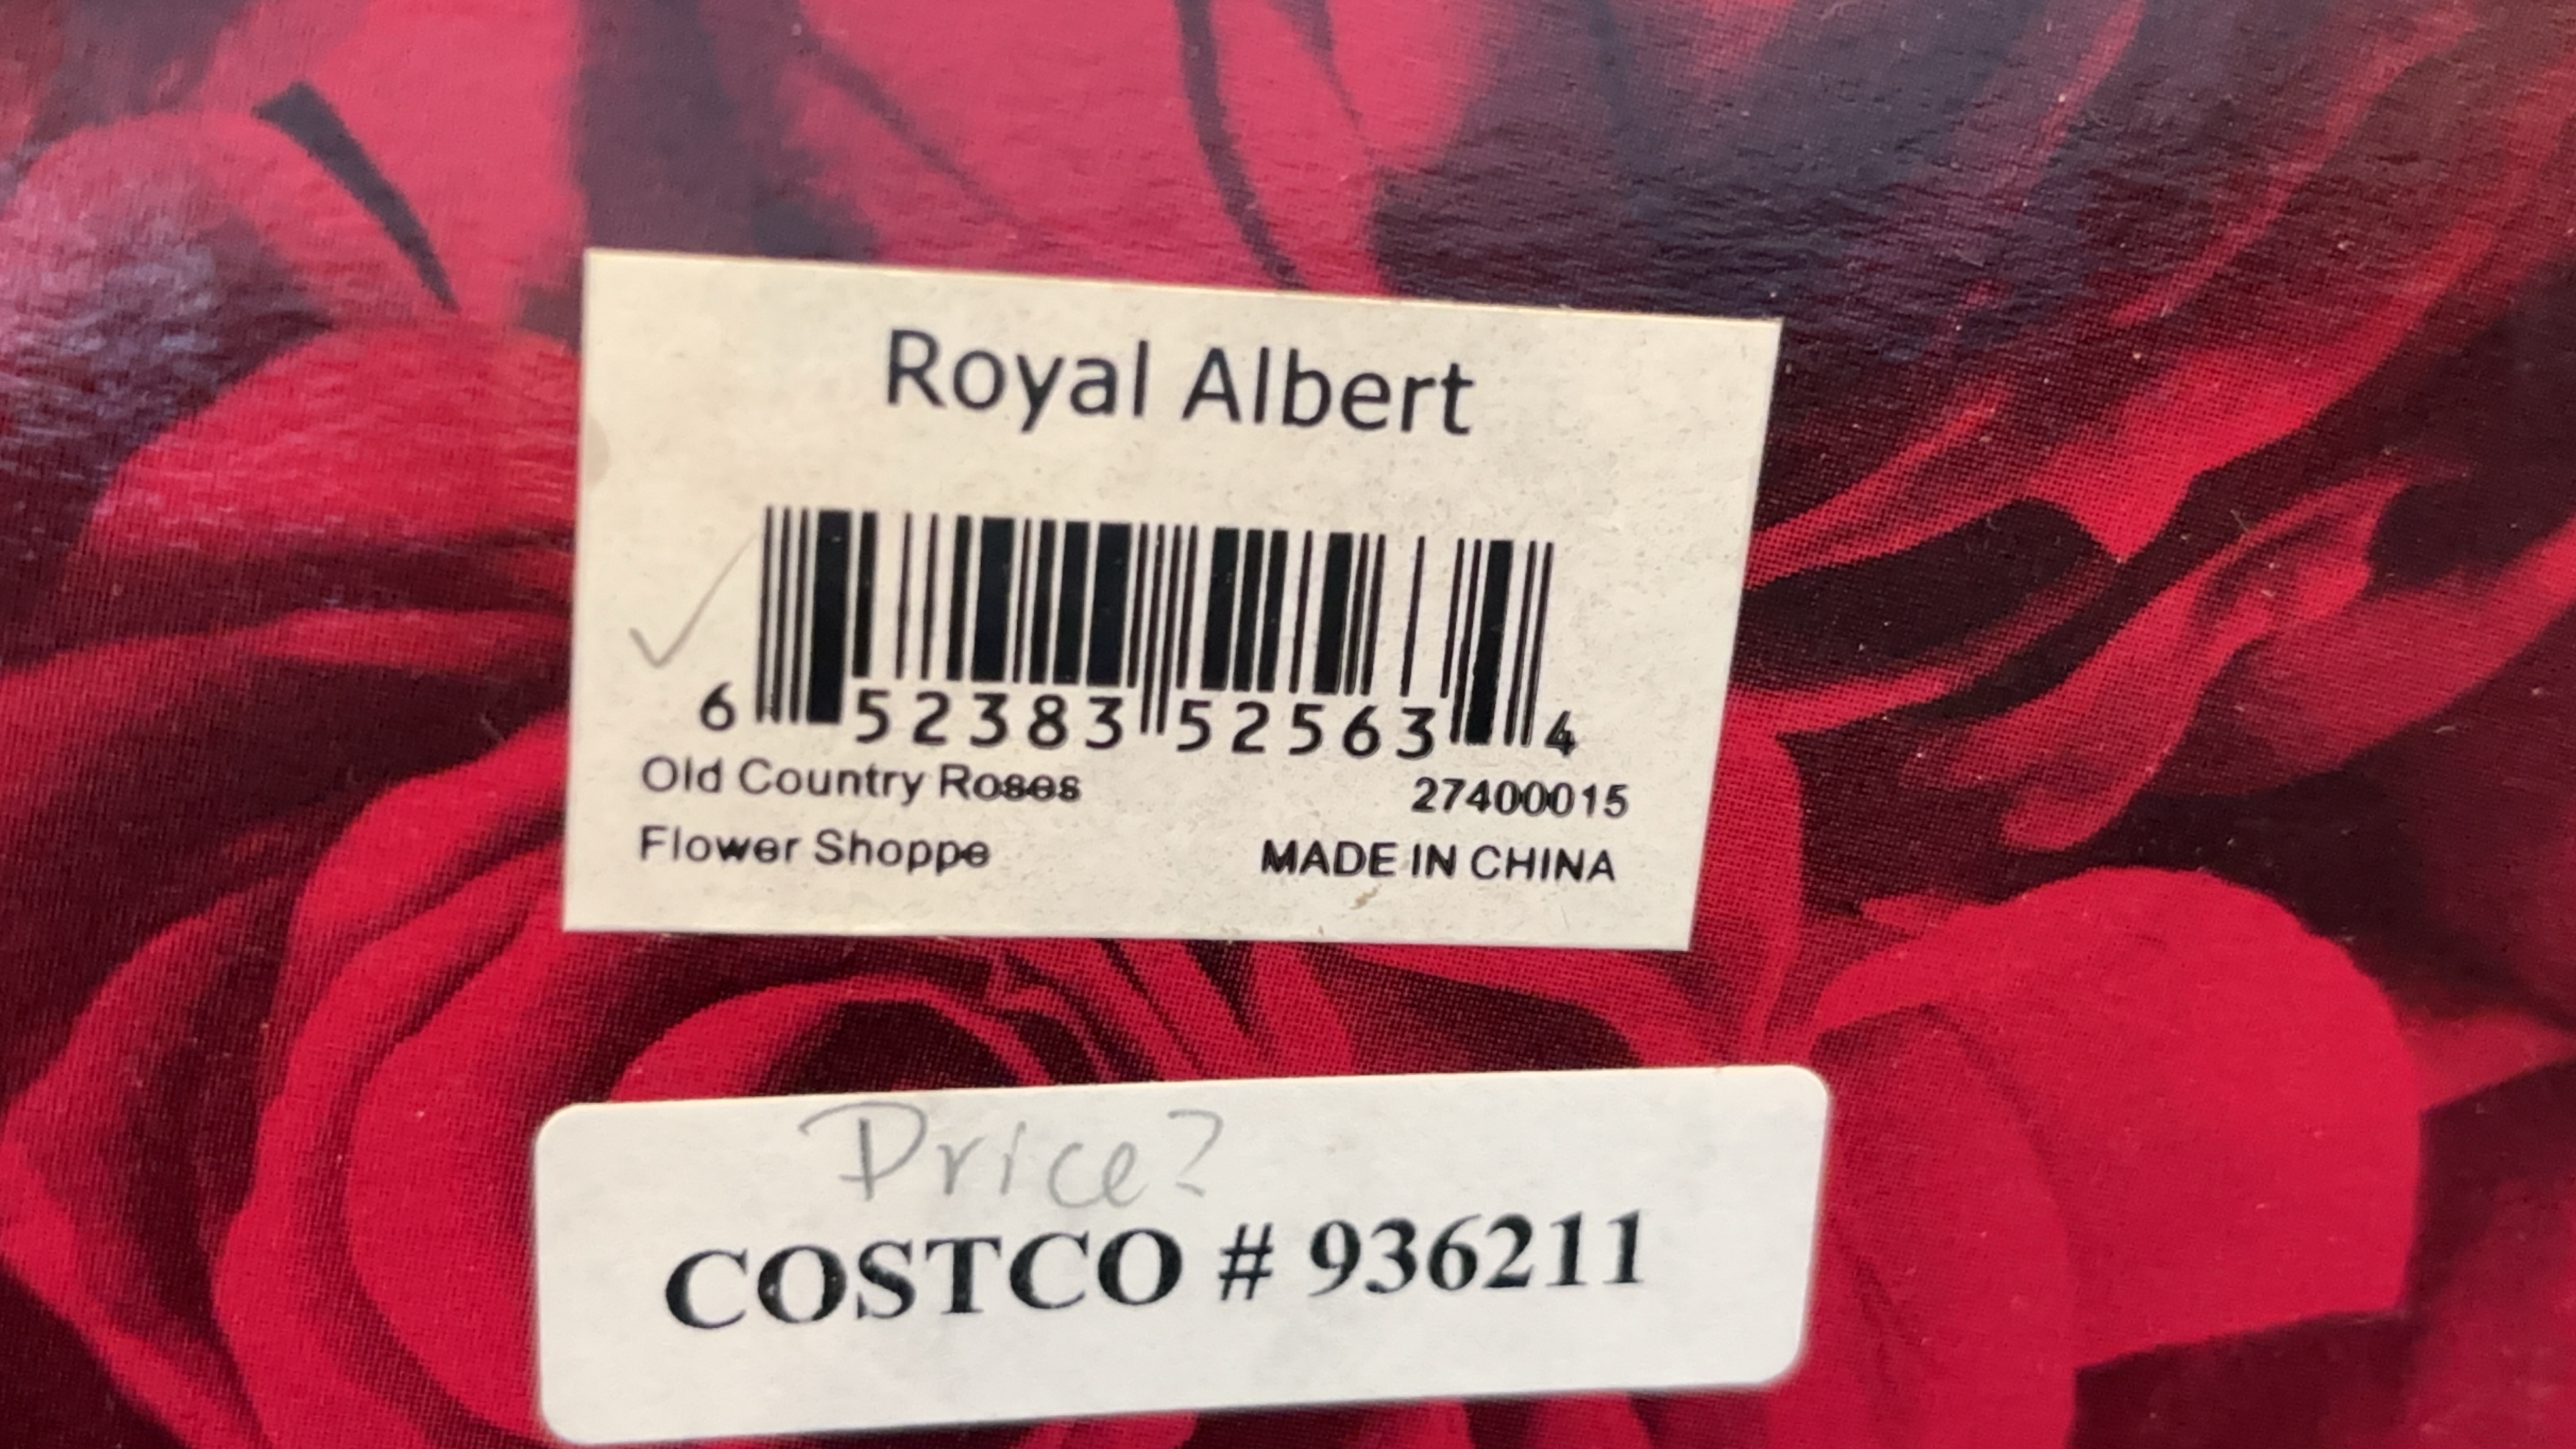 Royal Albert
6 52383 52563 4
Old Country Roses 27400015
Flower Shoppe MADE IN CHINA
Price?
COSTCO # 936211